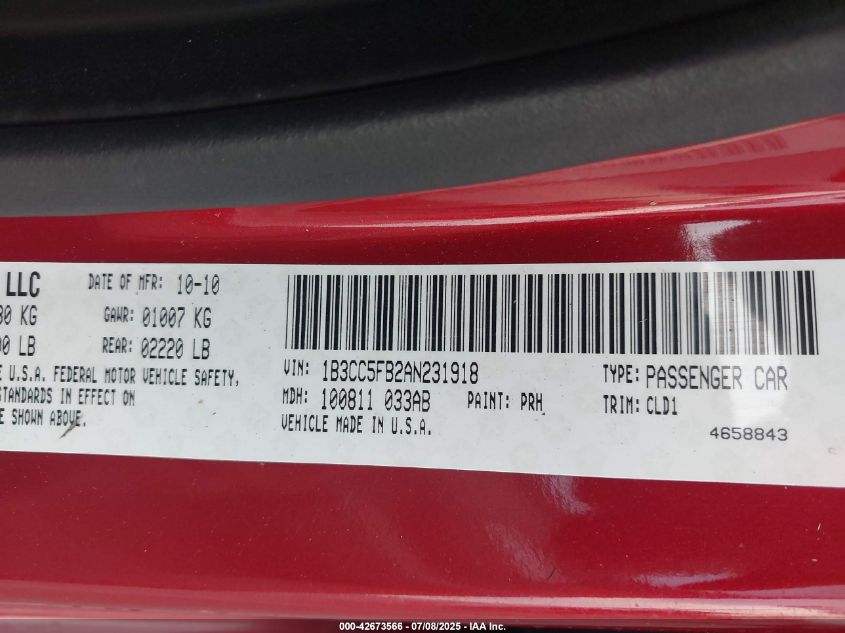 LLC DATE OF MFR: 10-10
KG GAWR: 01007 KG
LB REAR: 02220 LB
U.S.A. FEDERAL MOTOR VEHICLE SAFETY,
STANDARDS IN EFFECT ON
SHOWN ABOVE.
VIN: 1B3CC5FB2AN231918 TYPE: PASSENGER CAR
MDH: 100811 033AB PAINT: PRH TRIM: CLD1
VEHICLE MADE IN U.S.A.
4658843
000-42673566 - 07/08/2025 - IAA Inc.